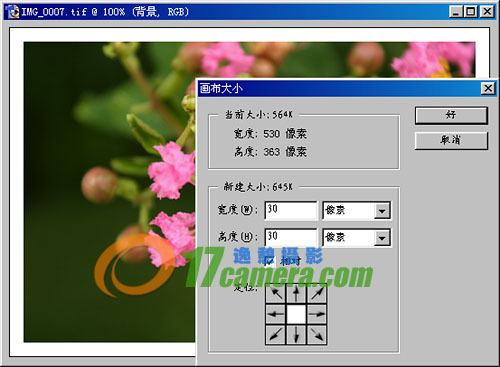 IMG_0007.tif @ 100% (背景, RGB)
画布大小
当前大小: 564K
宽度: 530 像素
高度: 363 像素
好
取消
新建大小: 645K
宽度(W): 30 像素
高度(H): 30 像素
相对
定位:
逸魄摄影
17camera.com